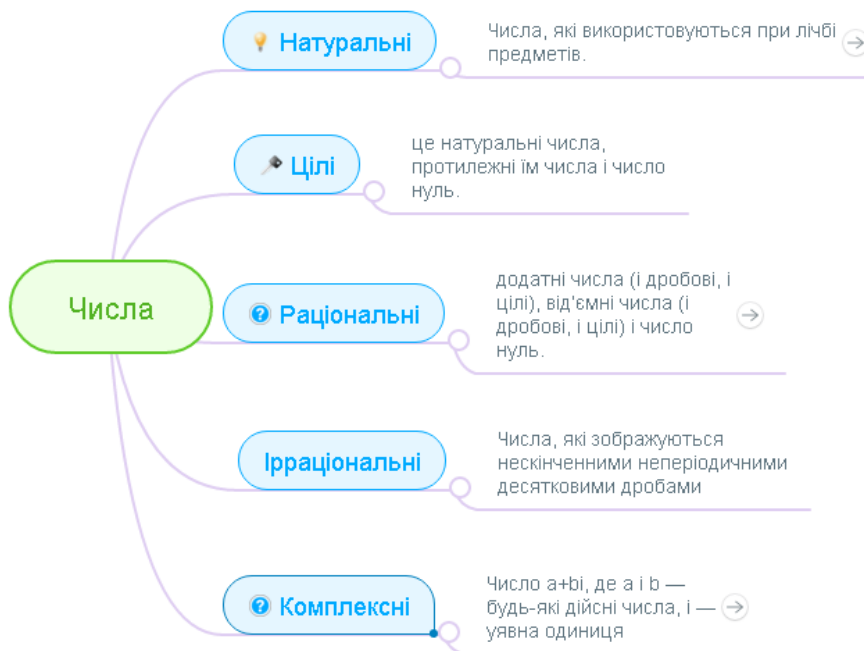 Числа
Натуральні
Числа, які використовуються при лічбі
предметів.
Цілі
це натуральні числа,
протилежні їм числа і число
нуль.
Раціональні
додатні числа (і дробові, і
цілі), від'ємні числа (і
дробові, і цілі) і число
нуль.
Ірраціональні
Числа, які зображуються
нескінченними неперіодичними
десятковими дробами
Комплексні
Число a+bi, де a і b —
будь-які дійсні числа, і —
уявна одиниця